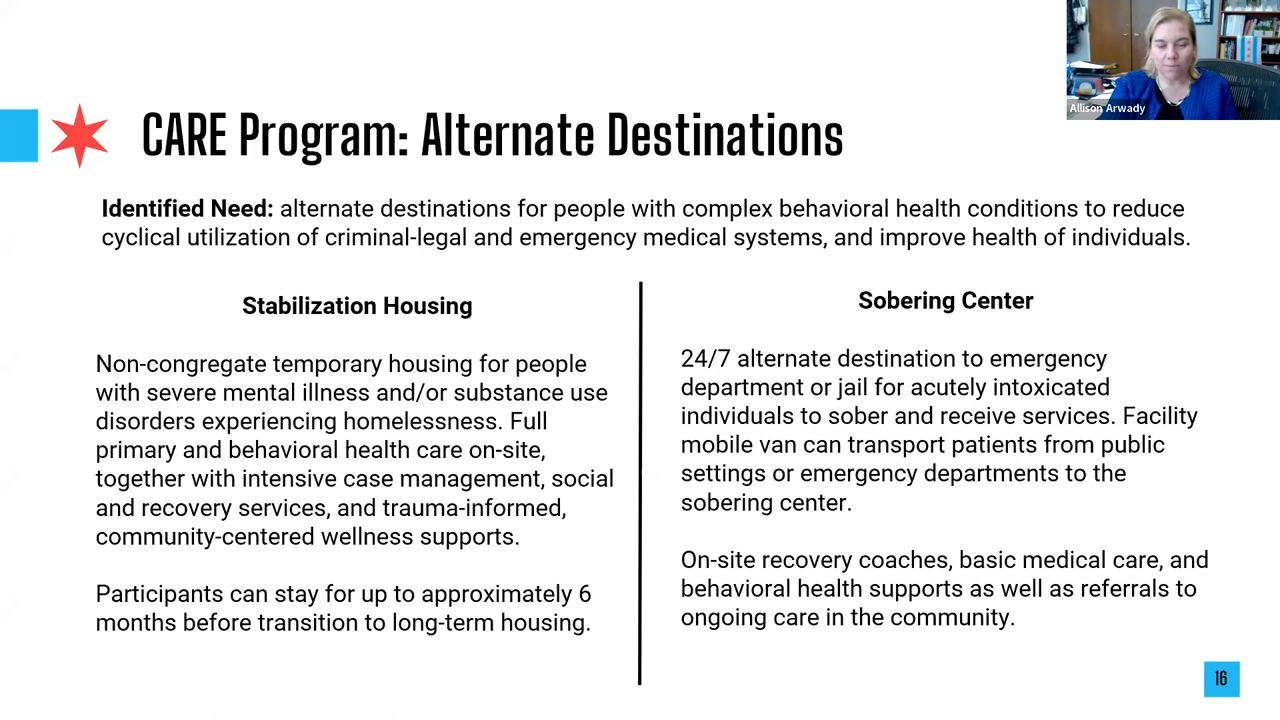 Allison Arwady
CARE Program: Alternate Destinations
Identified Need: alternate destinations for people with complex behavioral health conditions to reduce
cyclical utilization of criminal-legal and emergency medical systems, and improve health of individuals.
Stabilization Housing
Non-congregate temporary housing for people
with severe mental illness and/or substance use
disorders experiencing homelessness. Full
primary and behavioral health care on-site,
together with intensive case management, social
and recovery services, and trauma-informed,
community-centered wellness supports.
Participants can stay for up to approximately 6
months before transition to long-term housing.
Sobering Center
24/7 alternate destination to emergency
department or jail for acutely intoxicated
individuals to sober and receive services. Facility
mobile van can transport patients from public
settings or emergency departments to the
sobering center.
On-site recovery coaches, basic medical care, and
behavioral health supports as well as referrals to
ongoing care in the community.
16